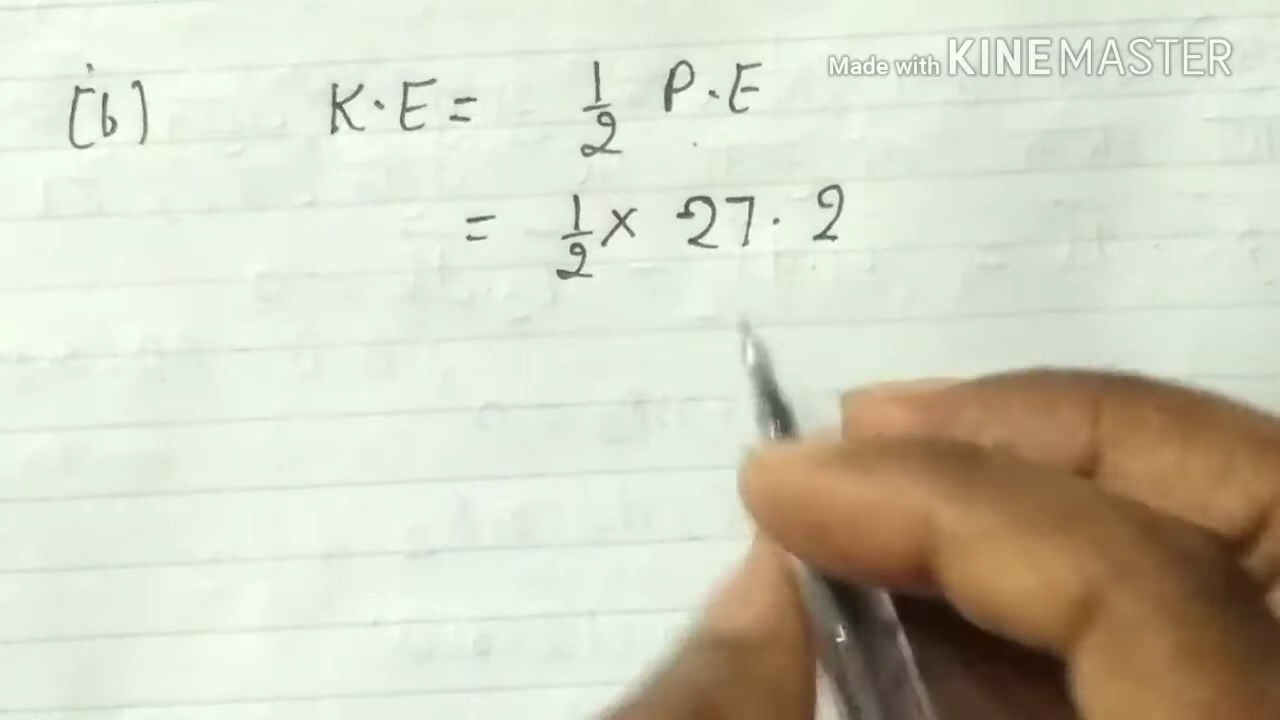 Made with KINEMASTER
(b) K.E = 1/2 P.E
= 1/2 × 27.2